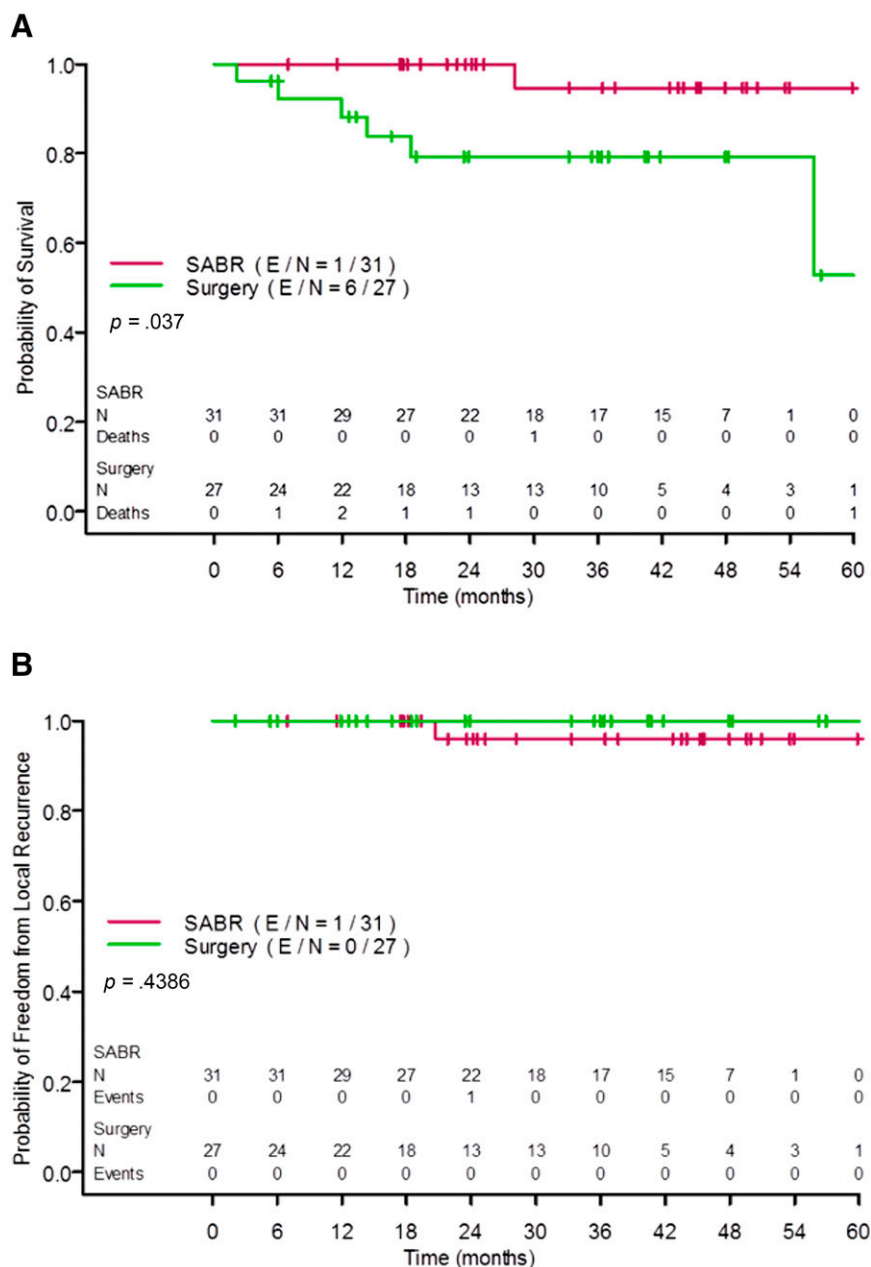 A
Probability of Survival
1.0
0.8
0.6
0.4
0.2
0.0
SABR ( E / N = 1 / 31 )
Surgery ( E / N = 6 / 27 )
p = .037
SABR
N 31 31 29 27 22 18 17 15 7 1 0
Deaths 0 0 0 0 0 1 0 0 0 0 0
Surgery
N 27 24 22 18 13 13 10 5 4 3 1
Deaths 0 1 2 1 1 0 0 0 0 0 1
0 6 12 18 24 30 36 42 48 54 60
Time (months)
B
Probability of Freedom from Local Recurrence
1.0
0.8
0.6
0.4
0.2
0.0
SABR ( E / N = 1 / 31 )
Surgery ( E / N = 0 / 27 )
p = .4386
SABR
N 31 31 29 27 22 18 17 15 7 1 0
Events 0 0 0 0 1 0 0 0 0 0 0
Surgery
N 27 24 22 18 13 13 10 5 4 3 1
Events 0 0 0 0 0 0 0 0 0 0 0
0 6 12 18 24 30 36 42 48 54 60
Time (months)